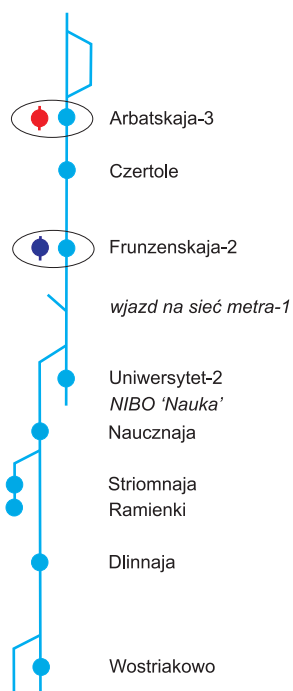 Arbatskaja-3
Czertole
Frunzenskaja-2
wjazd na sieć metra-1
Uniwersytet-2
NIBO 'Nauka'
Naucznaja
Striomnaja
Ramienki
Dlinnaja
Wostriakowo